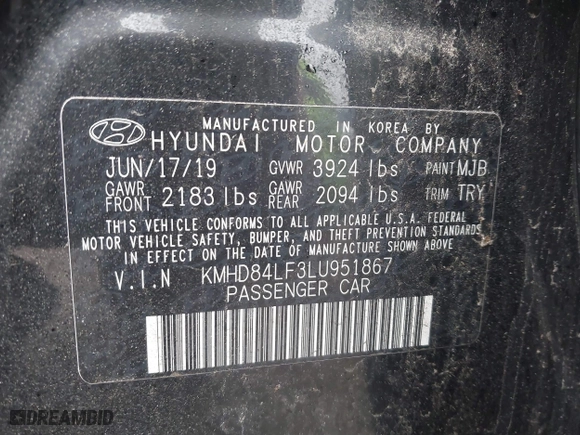 MANUFACTURED IN KOREA BY
HYUNDAI MOTOR COMPANY
JUN/17/19 GVWR 3924 lbs PAINT MJB
GAWR FRONT 2183 lbs GAWR REAR 2094 lbs TRIM TRY
THIS VEHICLE CONFORMS TO ALL APPLICABLE U.S.A. FEDERAL
MOTOR VEHICLE SAFETY, BUMPER, AND THEFT PREVENTION STANDARDS
IN EFFECT ON THE DATE OF MANUFACTURE SHOWN ABOVE
V.I.N KMHD84LF3LU951867
PASSENGER CAR
DREAMBID